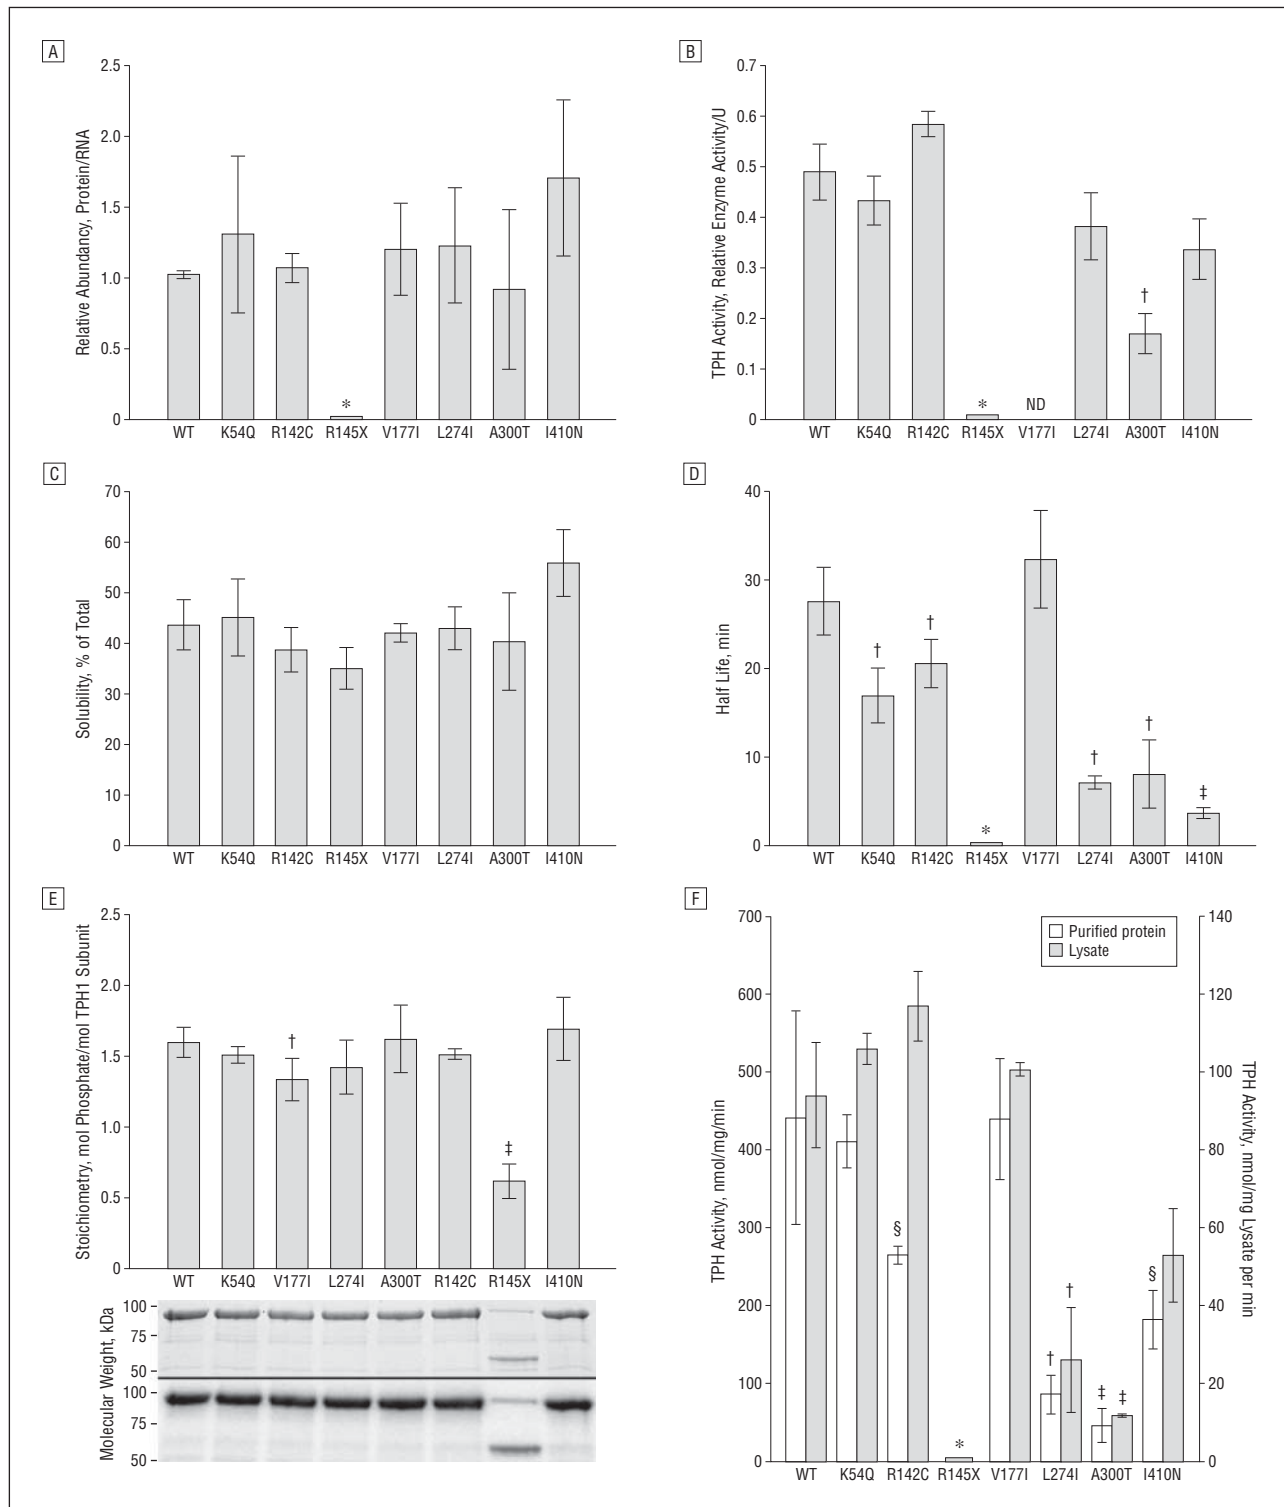 A
Relative Abundancy, Protein/RNA
2.5
2.0
1.5
1.0
0.5
0
*
WT K54Q R142C R145X V177I L274I A300T I410N
B
TPH Activity, Relative Enzyme Activity/U
0.7
0.6
0.5
0.4
0.3
0.2
0.1
0
* ND †
WT K54Q R142C R145X V177I L274I A300T I410N
C
Solubility, % of Total
70
60
50
40
30
20
10
0
WT K54Q R142C R145X V177I L274I A300T I410N
D
Half Life, min
40
30
20
10
0
† † * † † ‡
WT K54Q R142C R145X V177I L274I A300T I410N
E
Stoichiometry, mol Phosphate/mol TPH1 Subunit
2.5
2.0
1.5
1.0
0.5
0
† ‡
WT K54Q V177I L274I A300T R142C R145X I410N
Molecular Weight, kDa
100
75
50
100
75
50
F
Purified protein
Lysate
TPH Activity, nmol/mg/min
700
600
500
400
300
200
100
0
§ * † † ‡ ‡ §
WT K54Q R142C R145X V177I L274I A300T I410N
140
120
100
80
60
40
20
0
TPH Activity, nmol/mg Lysate per min